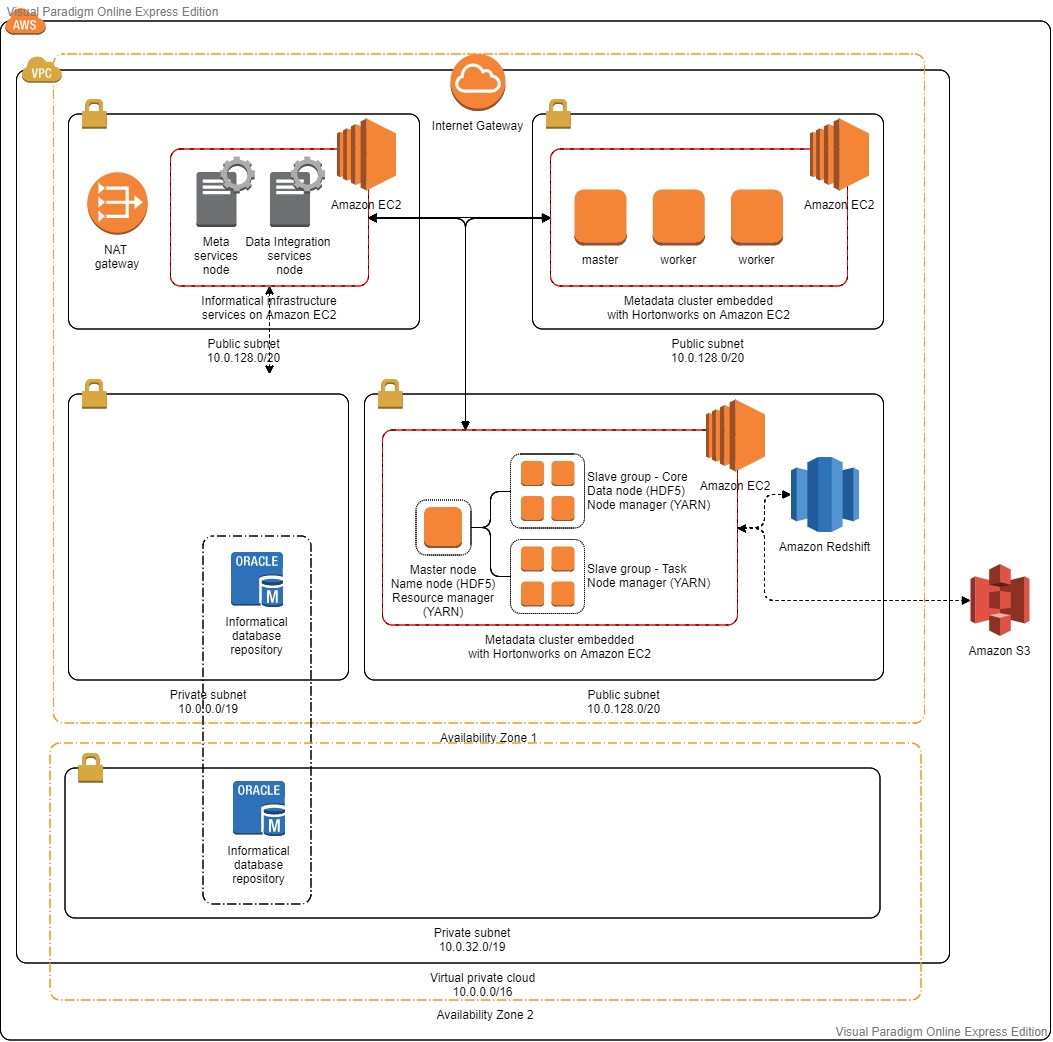 Visual Paradigm Online Express Edition
AWS
VPC
Internet Gateway
NAT
gateway
Meta
services
node
Data Integration
services
node
Amazon EC2
Informatical infrastructure
services on Amazon EC2
Public subnet
10.0.128.0/20
Amazon EC2
master
worker
worker
Metadata cluster embedded
with Hortonworks on Amazon EC2
Public subnet
10.0.128.0/20
ORACLE
M
Informatical
database
repository
Private subnet
10.0.0.0/19
Amazon EC2
Slave group - Core
Data node (HDF5)
Node manager (YARN)
Master node
Name node (HDF5)
Resource manager
(YARN)
Slave group - Task
Node manager (YARN)
Metadata cluster embedded
with Hortonworks on Amazon EC2
Public subnet
10.0.128.0/20
Amazon Redshift
Amazon S3
Availability Zone 1
ORACLE
M
Informatical
database
repository
Private subnet
10.0.32.0/19
Virtual private cloud
10.0.0.0/16
Availability Zone 2
Visual Paradigm Online Express Edition